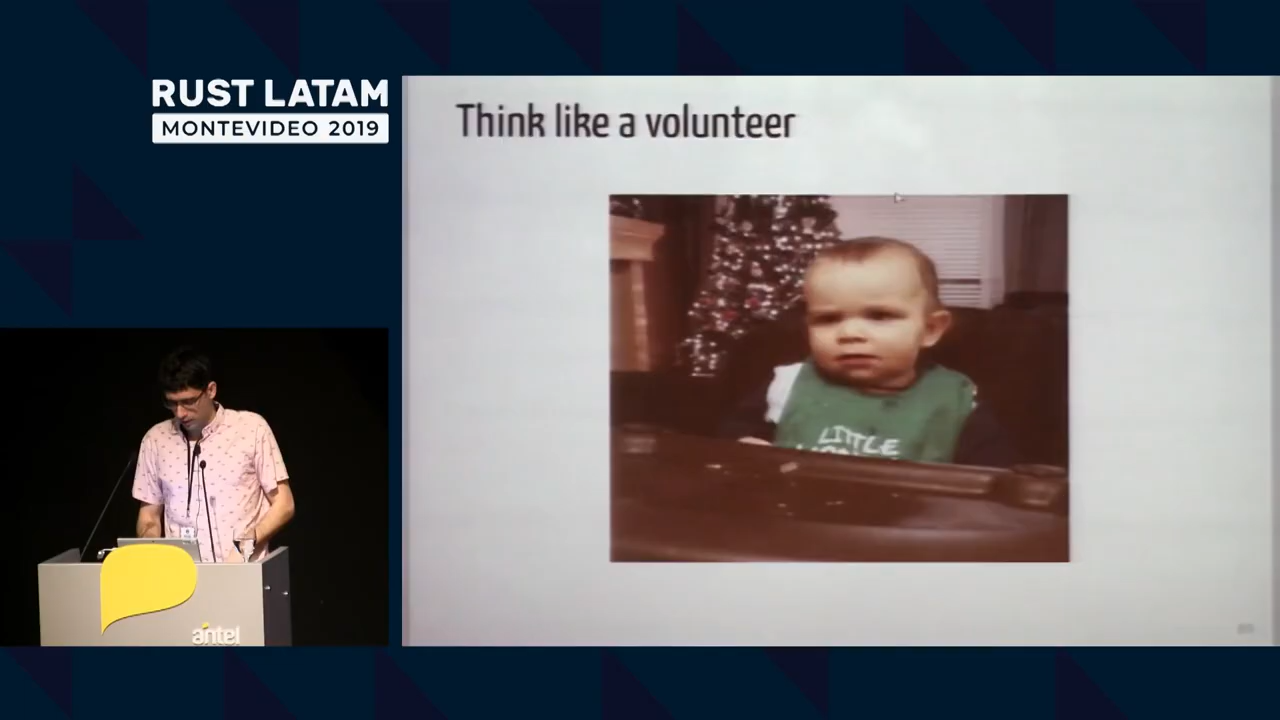 RUST LATAM
MONTEVIDEO 2019
Think like a volunteer
LITTLE
antel